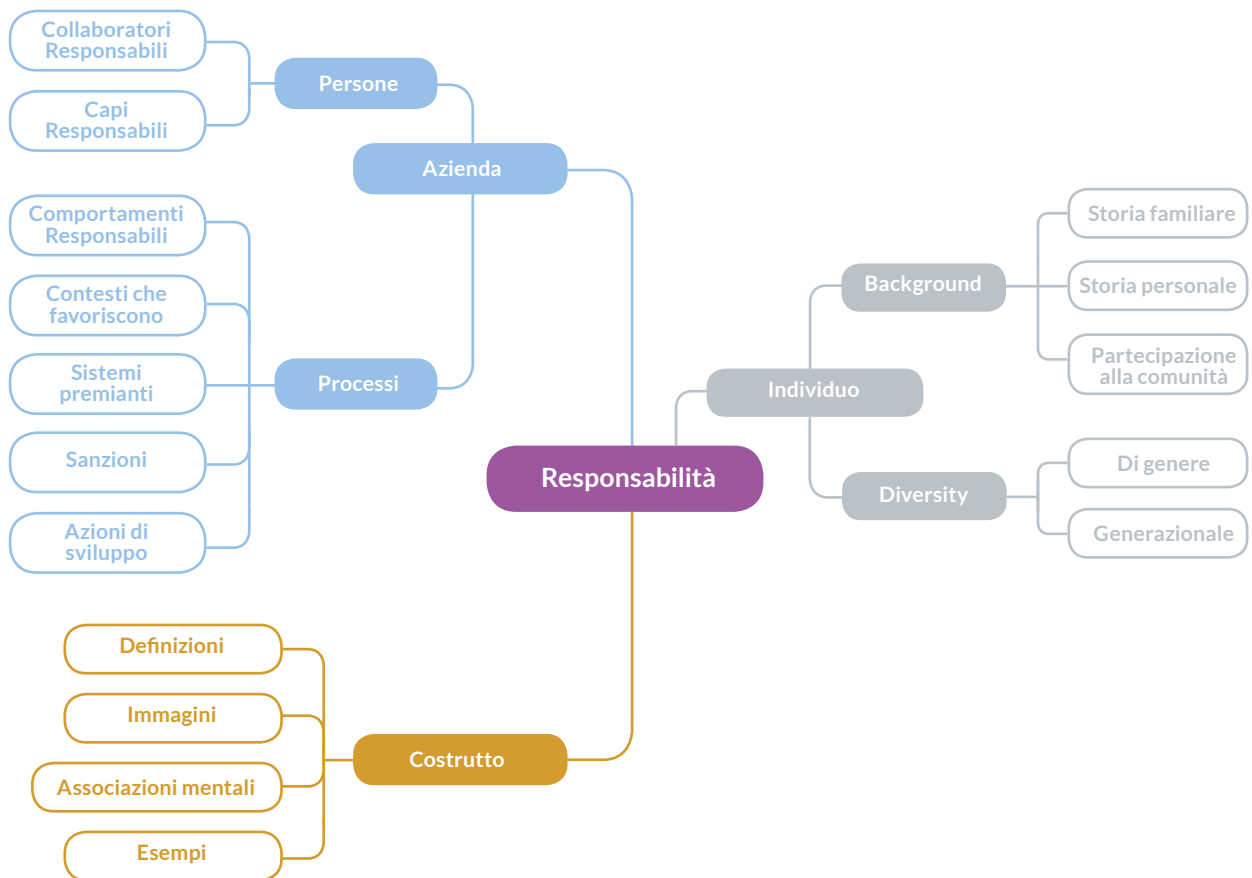 Collaboratori
Responsabili
Capi
Responsabili
Persone
Azienda
Comportamenti
Responsabili
Contesti che
favoriscono
Sistemi
premianti
Sanzioni
Azioni di
sviluppo
Processi
Responsabilità
Individuo
Background
Storia familiare
Storia personale
Partecipazione
alla comunità
Diversity
Di genere
Generazionale
Definizioni
Immagini
Associazioni mentali
Esempi
Costrutto